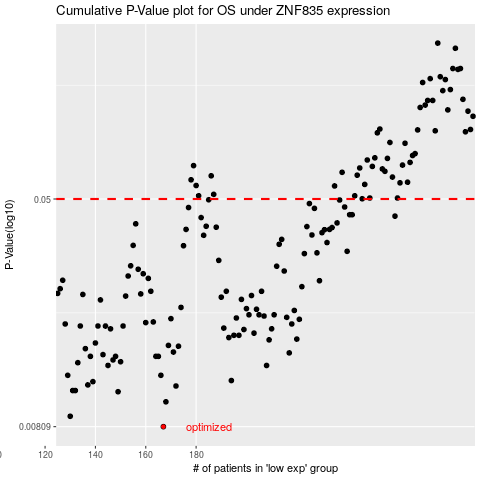 Cumulative P-Value plot for OS under ZNF835 expression
P-Value(log10)
0.05
0.00809
optimized
0 120 140 160 180
# of patients in 'low exp' group